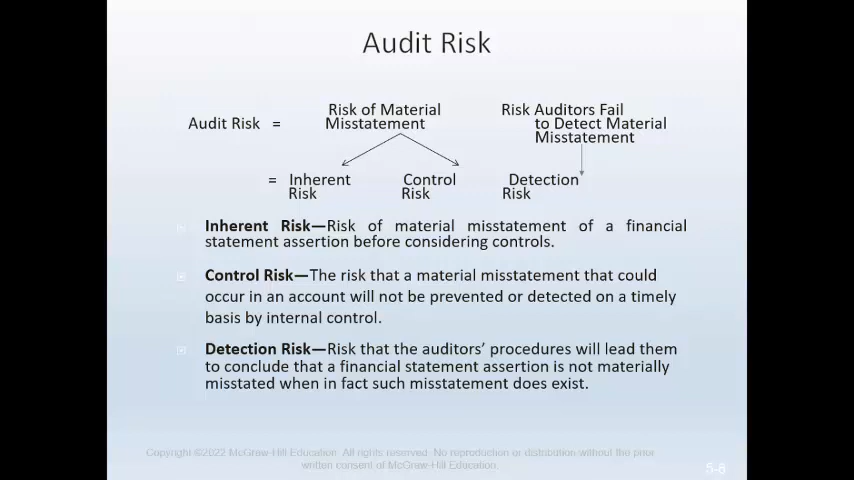 Audit Risk
Risk of Material Risk Auditors Fail
Audit Risk = Misstatement to Detect Material
Misstatement
= Inherent Control Detection
Risk Risk Risk
Inherent Risk—Risk of material misstatement of a financial
statement assertion before considering controls.
Control Risk—The risk that a material misstatement that could
occur in an account will not be prevented or detected on a timely
basis by internal control.
Detection Risk—Risk that the auditors’ procedures will lead them
to conclude that a financial statement assertion is not materially
misstated when in fact such misstatement does exist.
Copyright ©2022 McGraw-Hill Education. All rights reserved. No reproduction or distribution without the prior
written consent of McGraw-Hill Education.
5-6